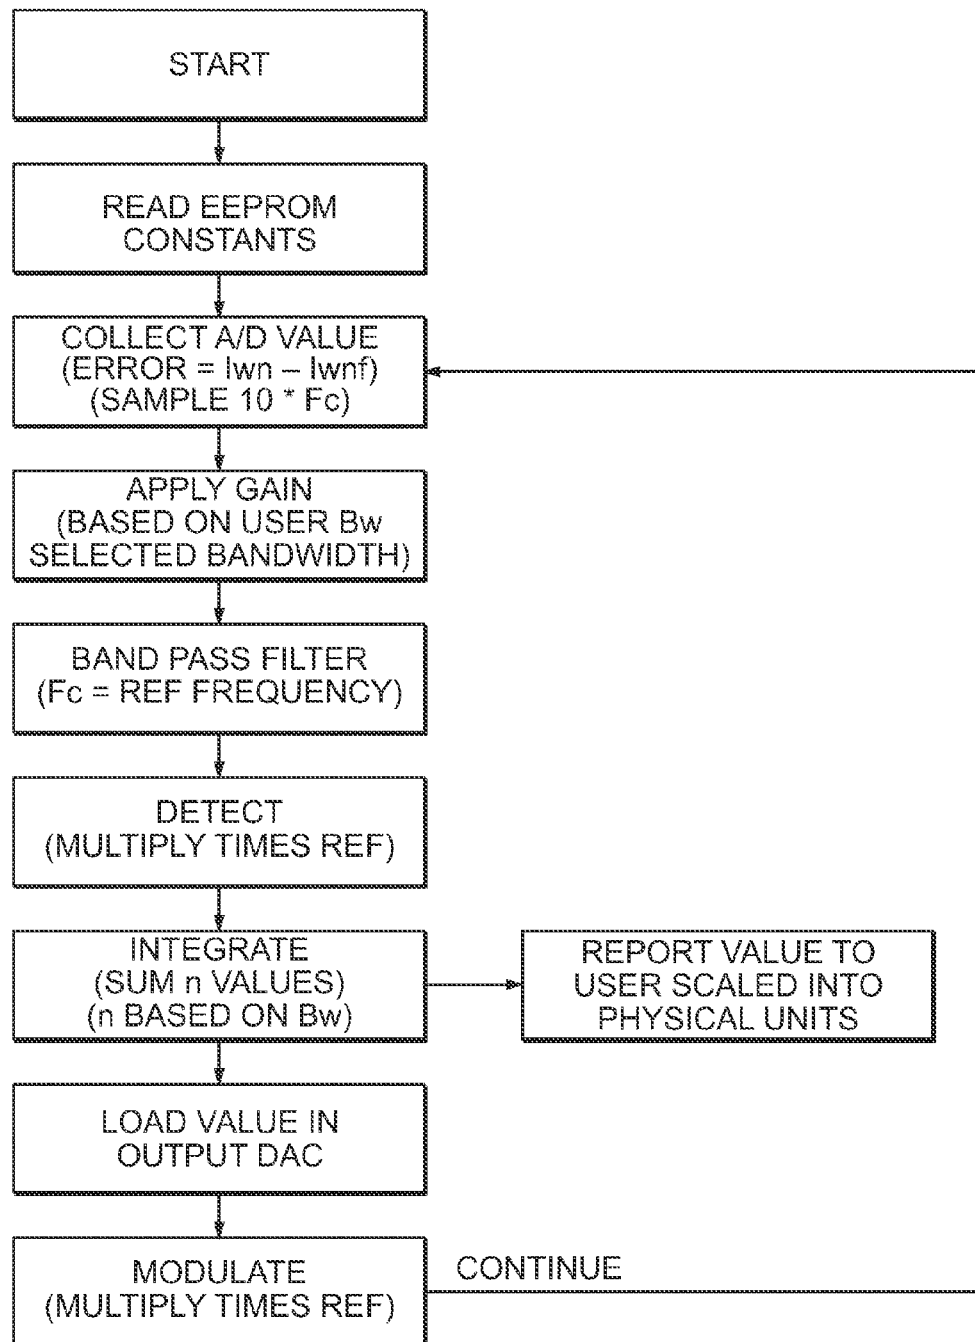 START
READ EEPROM
CONSTANTS
COLLECT A/D VALUE
(ERROR = Iwn – Iwnf)
(SAMPLE 10 * Fc)
APPLY GAIN
(BASED ON USER Bw
SELECTED BANDWIDTH)
BAND PASS FILTER
(Fc = REF FREQUENCY)
DETECT
(MULTIPLY TIMES REF)
INTEGRATE
(SUM n VALUES)
(n BASED ON Bw)
REPORT VALUE TO
USER SCALED INTO
PHYSICAL UNITS
LOAD VALUE IN
OUTPUT DAC
MODULATE
(MULTIPLY TIMES REF)
CONTINUE